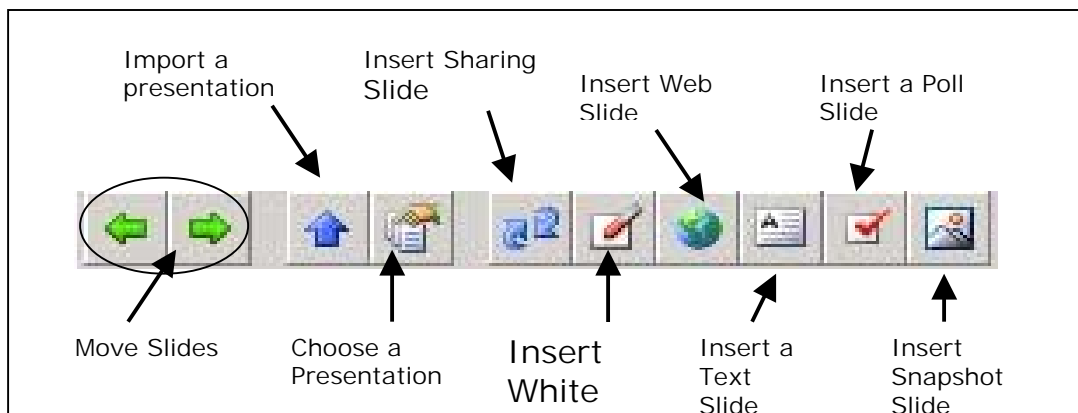 Import a
presentation
Insert Sharing
Slide
Insert Web
Slide
Insert a Poll
Slide
Move Slides
Choose a
Presentation
Insert
White
Insert a
Text
Slide
Insert
Snapshot
Slide